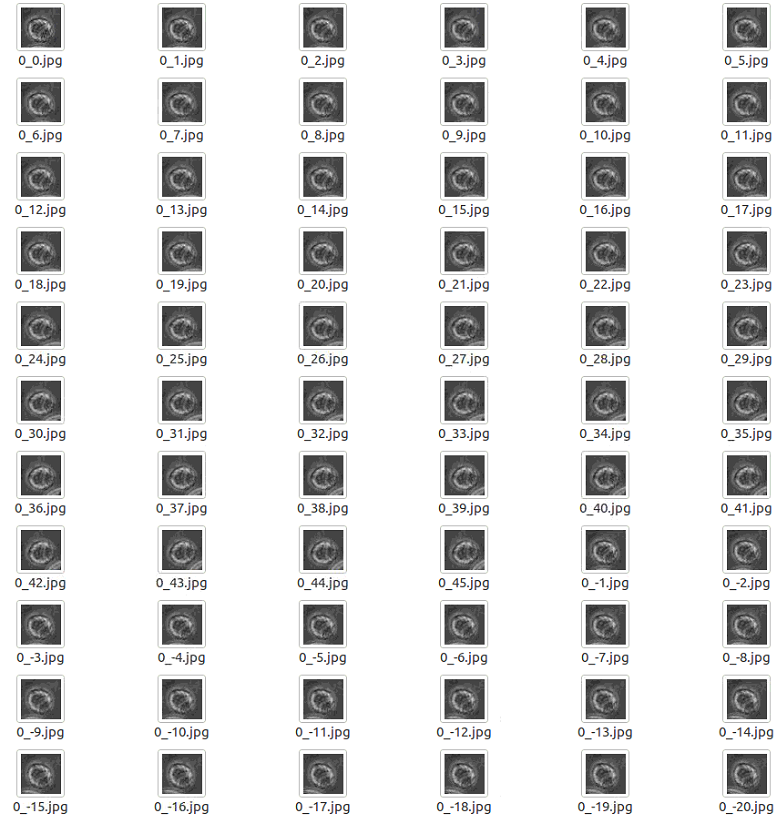 0_0.jpg 0_1.jpg 0_2.jpg 0_3.jpg 0_4.jpg 0_5.jpg
0_6.jpg 0_7.jpg 0_8.jpg 0_9.jpg 0_10.jpg 0_11.jpg
0_12.jpg 0_13.jpg 0_14.jpg 0_15.jpg 0_16.jpg 0_17.jpg
0_18.jpg 0_19.jpg 0_20.jpg 0_21.jpg 0_22.jpg 0_23.jpg
0_24.jpg 0_25.jpg 0_26.jpg 0_27.jpg 0_28.jpg 0_29.jpg
0_30.jpg 0_31.jpg 0_32.jpg 0_33.jpg 0_34.jpg 0_35.jpg
0_36.jpg 0_37.jpg 0_38.jpg 0_39.jpg 0_40.jpg 0_41.jpg
0_42.jpg 0_43.jpg 0_44.jpg 0_45.jpg 0_-1.jpg 0_-2.jpg
0_-3.jpg 0_-4.jpg 0_-5.jpg 0_-6.jpg 0_-7.jpg 0_-8.jpg
0_-9.jpg 0_-10.jpg 0_-11.jpg 0_-12.jpg 0_-13.jpg 0_-14.jpg
0_-15.jpg 0_-16.jpg 0_-17.jpg 0_-18.jpg 0_-19.jpg 0_-20.jpg